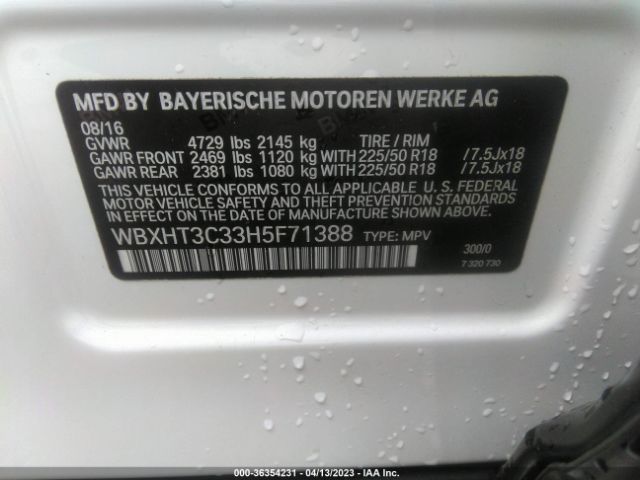 MFD BY BAYERISCHE MOTOREN WERKE AG
08/16
GVWR 4729 lbs 2145 kg TIRE / RIM
GAWR FRONT 2469 lbs 1120 kg WITH 225/50 R18 / 7.5Jx18
GAWR REAR 2381 lbs 1080 kg WITH 225/50 R18 / 7.5Jx18
THIS VEHICLE CONFORMS TO ALL APPLICABLE U. S. FEDERAL
MOTOR VEHICLE SAFETY AND THEFT PREVENTION STANDARDS
IN EFFECT ON THE DATE OF MANUFACTURE SHOWN ABOVE.
WBXHT3C33H5F71388 TYPE: MPV
300/0
7 320 730
000-36354231 - 04/13/2023 - IAA Inc.